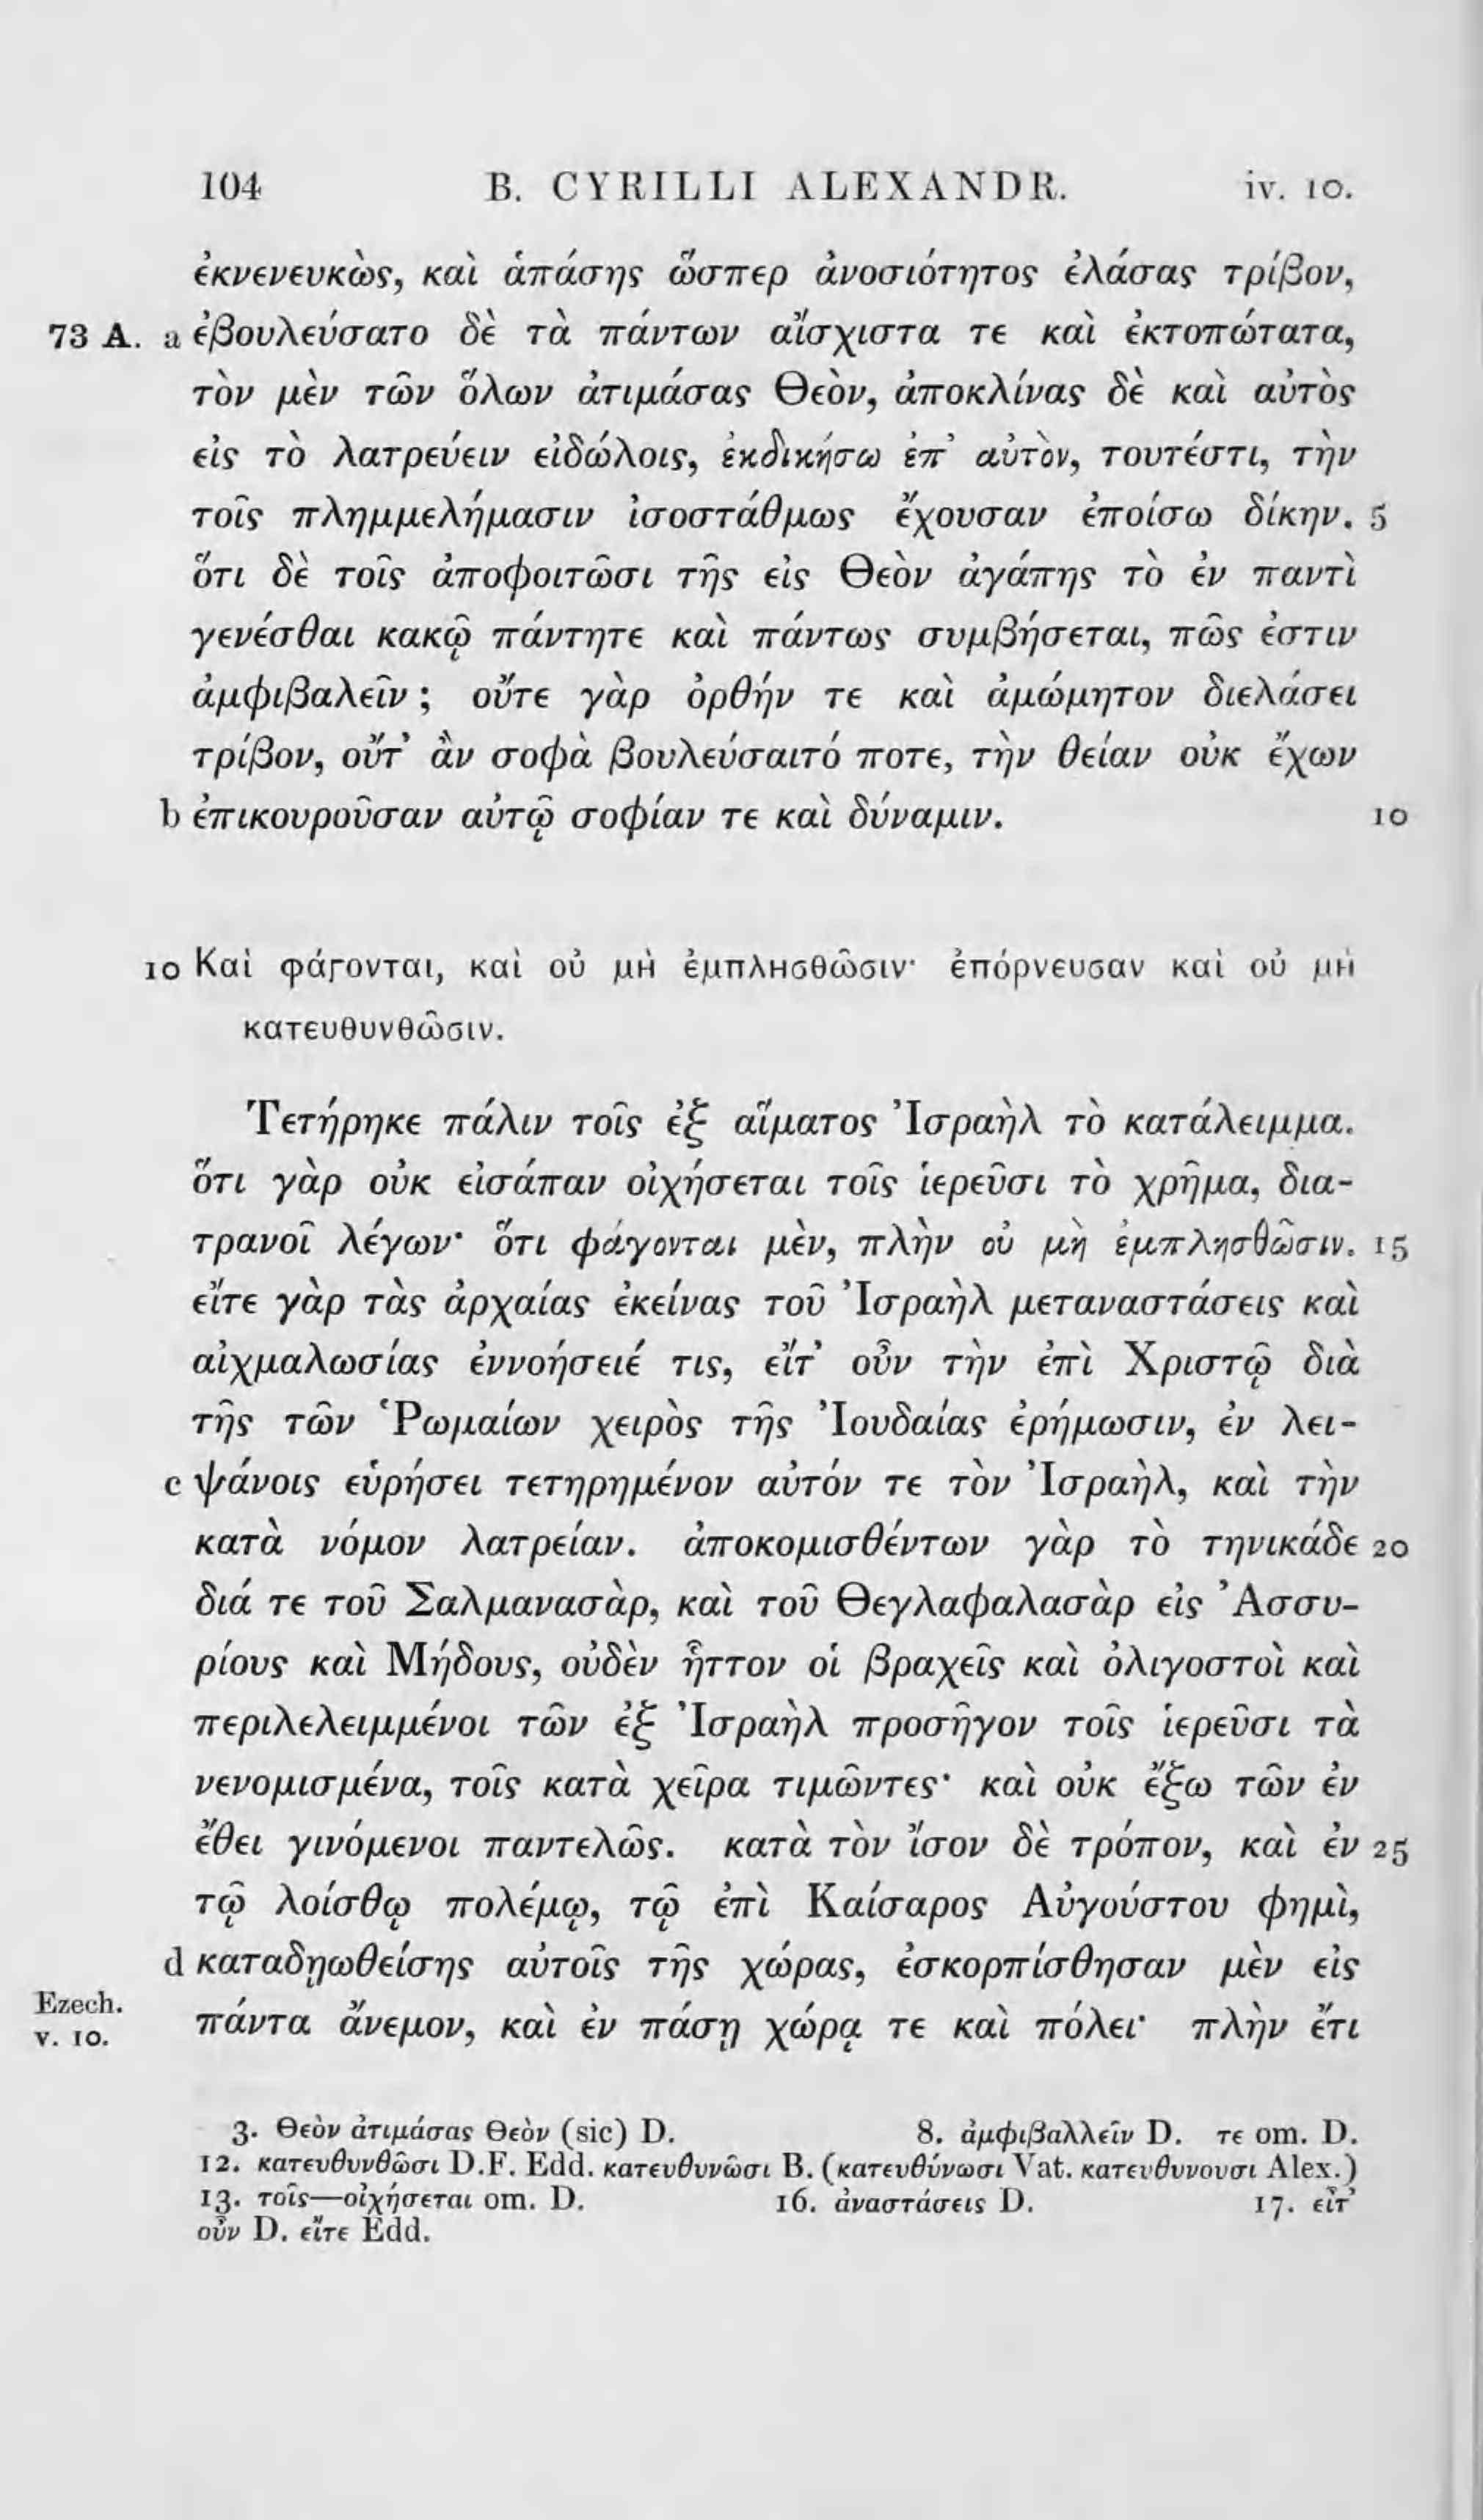 104 B. CYRILLI ALEXANDR. iv. 10.
ἐκνενευκὼς, καὶ ἁπάσης ὥσπερ ἀνοσιότητος ἐλάσας τρίβον,
73 A. a ἐβουλεύσατο δὲ τὰ πάντων αἴσχιστα τε καὶ ἐκτοπώτατα,
τὸν μὲν τῶν ὅλων ἀτιμάσας Θεὸν, ἀποκλίνας δὲ καὶ αὐτὸς
εἰς τὸ λατρεύειν εἰδώλοις, ἐκδικήσω ἐπ’ αὐτὸν, τουτέστι, τὴν
τοῖς πλημμελήμασιν ἰσοστάθμως ἔχουσαν ἐποίσω δίκην. 5
ὅτι δὲ τοῖς ἀποφοιτῶσι τῆς εἰς Θεὸν ἀγάπης τὸ ἐν παντὶ
γενέσθαι κακῷ πάντητε καὶ πάντως συμβήσεται, πῶς ἐστιν
ἀμφιβαλεῖν; οὔτε γὰρ ὀρθήν τε καὶ ἀμώμητον διελάσει
τρίβον, οὔτ’ ἂν σοφὰ βουλεύσαιτό ποτε, τὴν θείαν οὐκ ἔχων
b ἐπικουροῦσαν αὐτῷ σοφίαν τε καὶ δύναμιν. 10
10 Καὶ φάγονται, καὶ οὐ μὴ ἐμπλησθῶσιν· ἐπόρνευσαν καὶ οὐ μὴ
κατευθυνθῶσιν.
Τετήρηκε πάλιν τοῖς ἐξ αἵματος Ἰσραὴλ τὸ κατάλειμμα.
ὅτι γὰρ οὐκ εἰσάπαν οἰχήσεται τοῖς ἱερεῦσι τὸ χρῆμα, δια-
τρανοῖ λέγων· ὅτι φάγονται μὲν, πλὴν οὐ μὴ ἐμπλησθῶσιν. 15
εἴτε γὰρ τὰς ἀρχαίας ἐκείνας τοῦ Ἰσραὴλ μεταναστάσεις καὶ
αἰχμαλωσίας ἐννοήσειέ τις, εἴτ’ οὖν τὴν ἐπὶ Χριστῷ διὰ
τῆς τῶν Ῥωμαίων χειρὸς τῆς Ἰουδαίας ἐρήμωσιν, ἐν λει-
c ψάνοις εὑρήσει τετηρημένον αὐτόν τε τὸν Ἰσραὴλ, καὶ τὴν
κατὰ νόμον λατρείαν. ἀποκομισθέντων γὰρ τὸ τηνικάδε 20
διά τε τοῦ Σαλμανασὰρ, καὶ τοῦ Θεγλαφαλασὰρ εἰς Ἀσσυ-
ρίους καὶ Μήδους, οὐδὲν ἧττον οἱ βραχεῖς καὶ ὀλιγοστοὶ καὶ
περιλελειμμένοι τῶν ἐξ Ἰσραὴλ προσῆγον τοῖς ἱερεῦσι τὰ
νενομισμένα, τοῖς κατὰ χεῖρα τιμῶντες· καὶ οὐκ ἔξω τῶν ἐν
ἔθει γινόμενοι παντελῶς. κατὰ τὸν ἴσον δὲ τρόπον, καὶ ἐν 25
τῷ λοίσθῳ πολέμῳ, τῷ ἐπὶ Καίσαρος Αὐγούστου φημὶ,
d καταδῃωθείσης αὐτοῖς τῆς χώρας, ἐσκορπίσθησαν μὲν εἰς
Ezech. v. 10. πάντα ἄνεμον, καὶ ἐν πάσῃ χώρᾳ τε καὶ πόλει· πλὴν ἔτι
3. Θεὸν ἀτιμάσας Θεὸν (sic) D. 8. ἀμφιβαλλεῖν D. τε om. D.
12. κατευθυνθῶσι D.F. Edd. κατευθυνῶσι B. (κατευθύνωσι Vat. κατευθυνουσι Alex.)
13. τοῖς—οἰχήσεται om. D. 16. ἀναστάσεις D. 17. εἶτ’
οὖν D. εἴτε Edd.